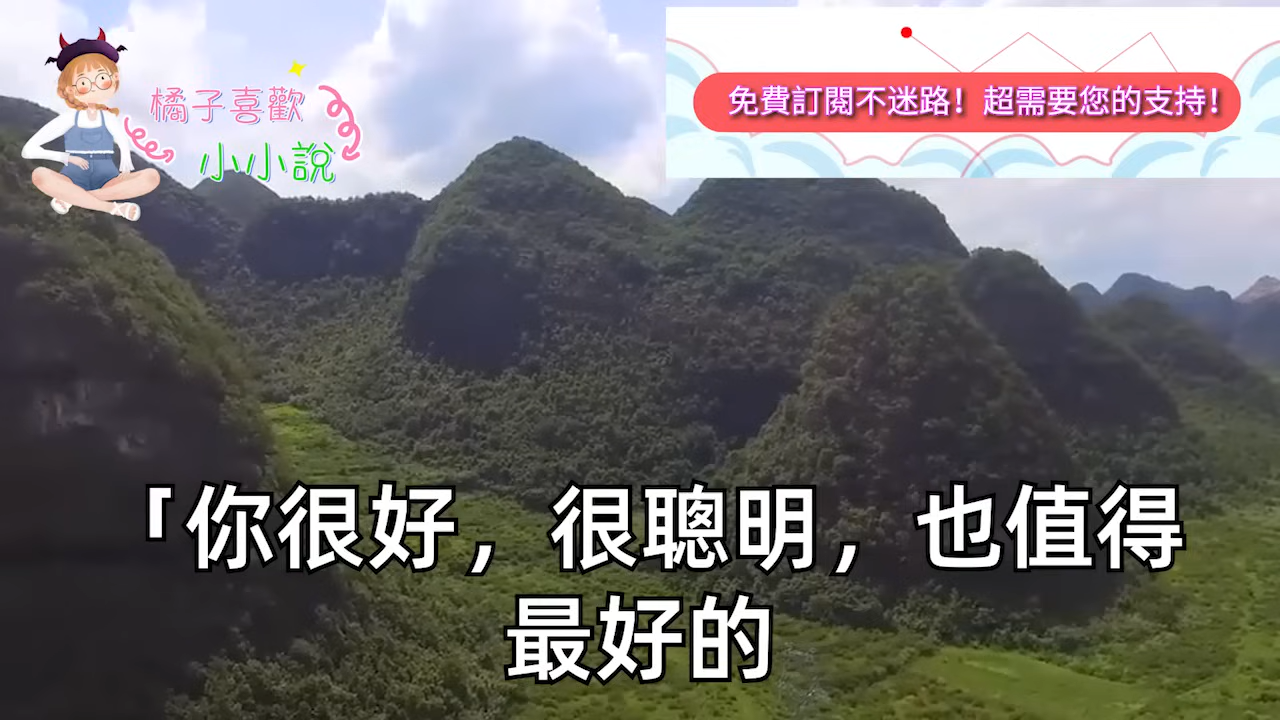 橘子喜歡
小小說
免費訂閱不迷路！超需要您的支持！
「你很好，很聰明，也值得
最好的